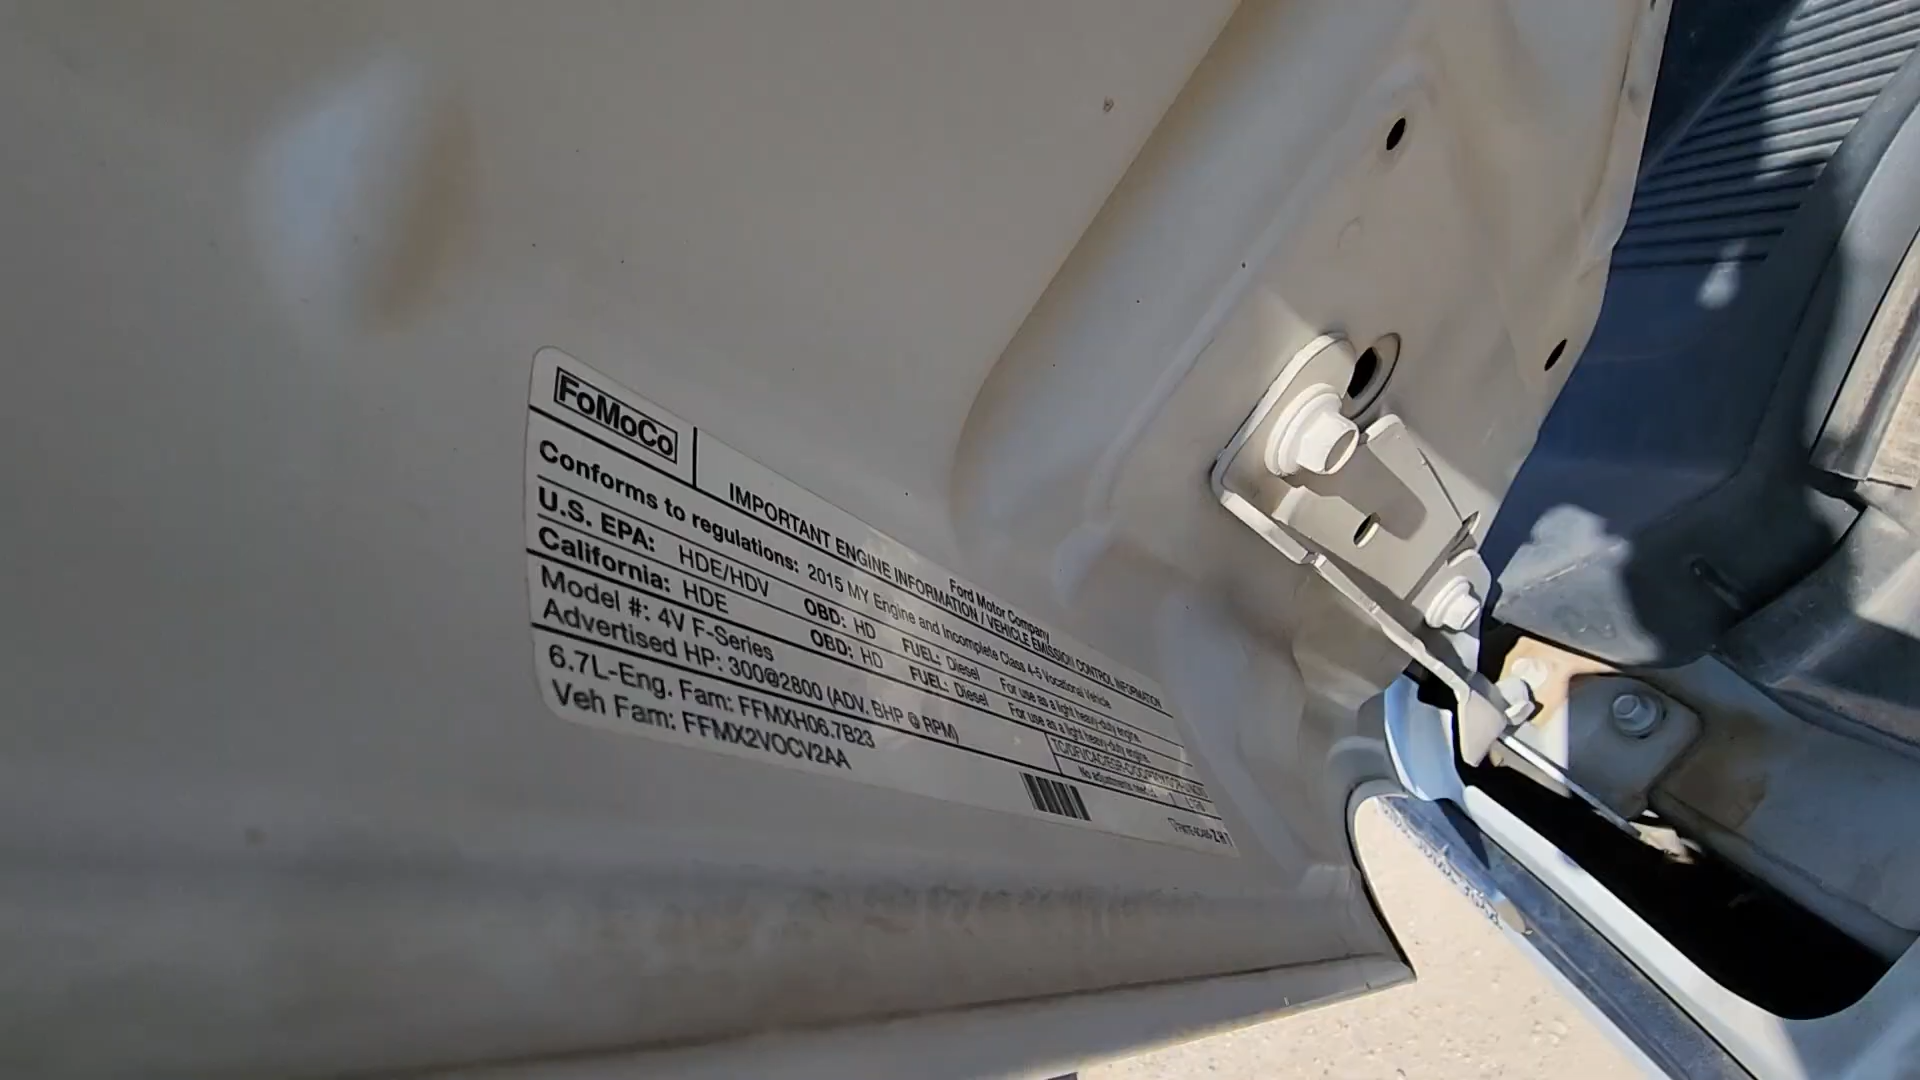 FoMoCo
Ford Motor Company
IMPORTANT ENGINE INFORMATION / VEHICLE EMISSION CONTROL INFORMATION
Conforms to regulations: 2015 MY Engine and Incomplete Class 4-5 Vocational Vehicle
U.S. EPA: HDE/HDV OBD: HD FUEL: Diesel For use as a light heavy-duty engine.
California: HDE OBD: HD FUEL: Diesel For use as a light heavy-duty engine.
Model #: 4V F-Series
Advertised HP: 300@2800 (ADV. BHP @ RPM)
No adjustments needed.
6.7L-Eng. Fam: FFMXH06.7B23
Veh Fam: FFMX2VOCV2AA